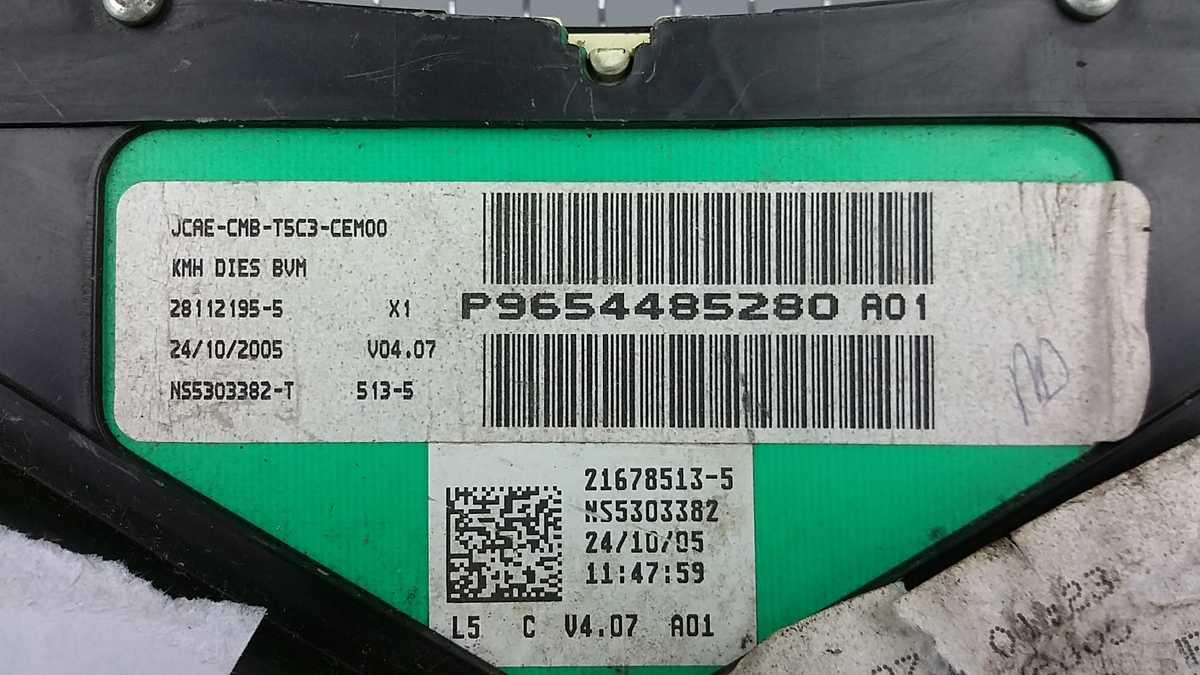 JCAE-CMB-T5C3-CEM00
KMH DIES BVM
28112195-5 X1
P9654485280 A01
24/10/2005 V04.07
NS5303382-T 513-5
21678513-5
NS5303382
24/10/05
11:47:59
L5 C V4.07 A01